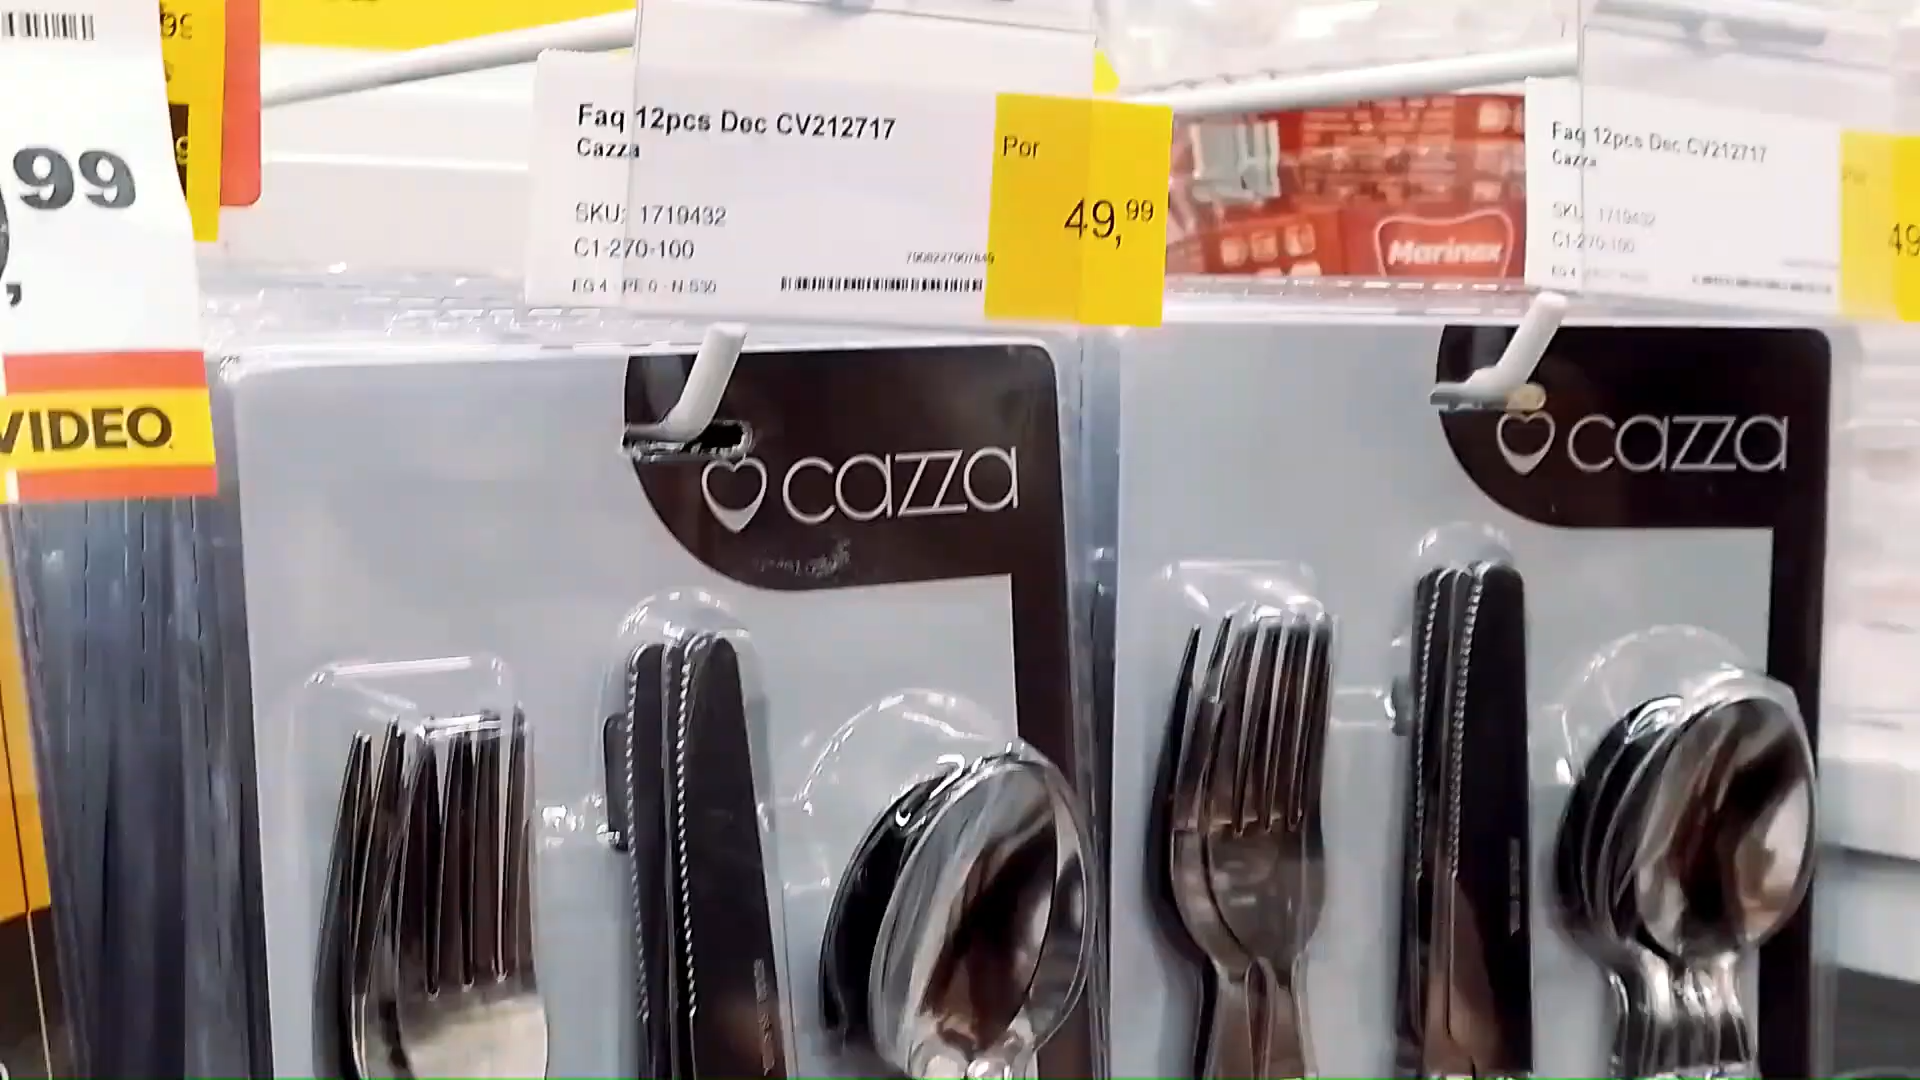 ,99
VIDEO
Faq 12pcs Dec CV212717
Cazza
SKU: 1719432
C1-270-100
Por
49,99
Marinex
Faq 12pcs Dec CV212717
Cazza
SKU: 1719432
C1-270-100
49
cazza
cazza